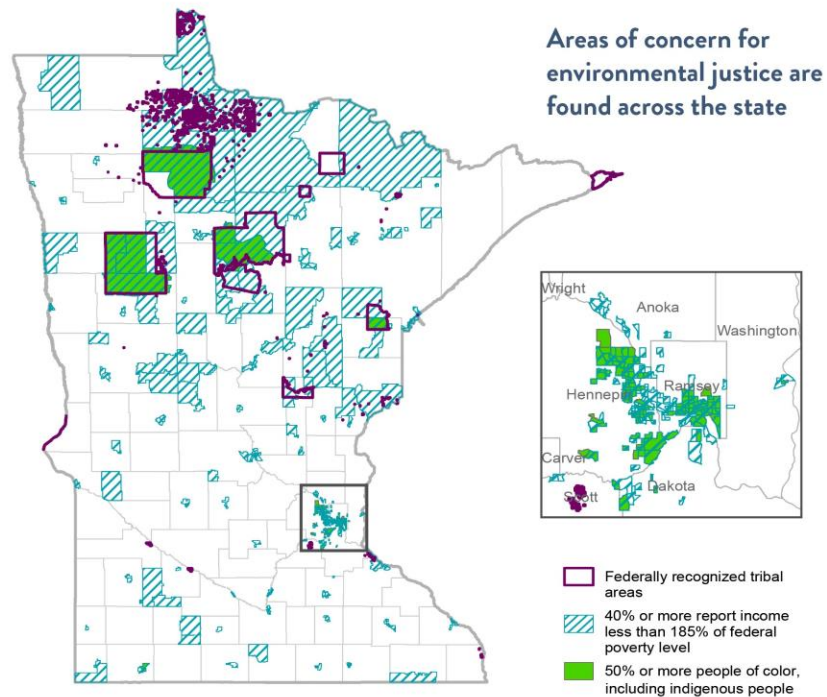 Areas of concern for
environmental justice are
found across the state
Wright
Anoka
Washington
Hennepin
Ramsey
Carver
Scott
Dakota
Federally recognized tribal
areas
40% or more report income
less than 185% of federal
poverty level
50% or more people of color,
including indigenous people